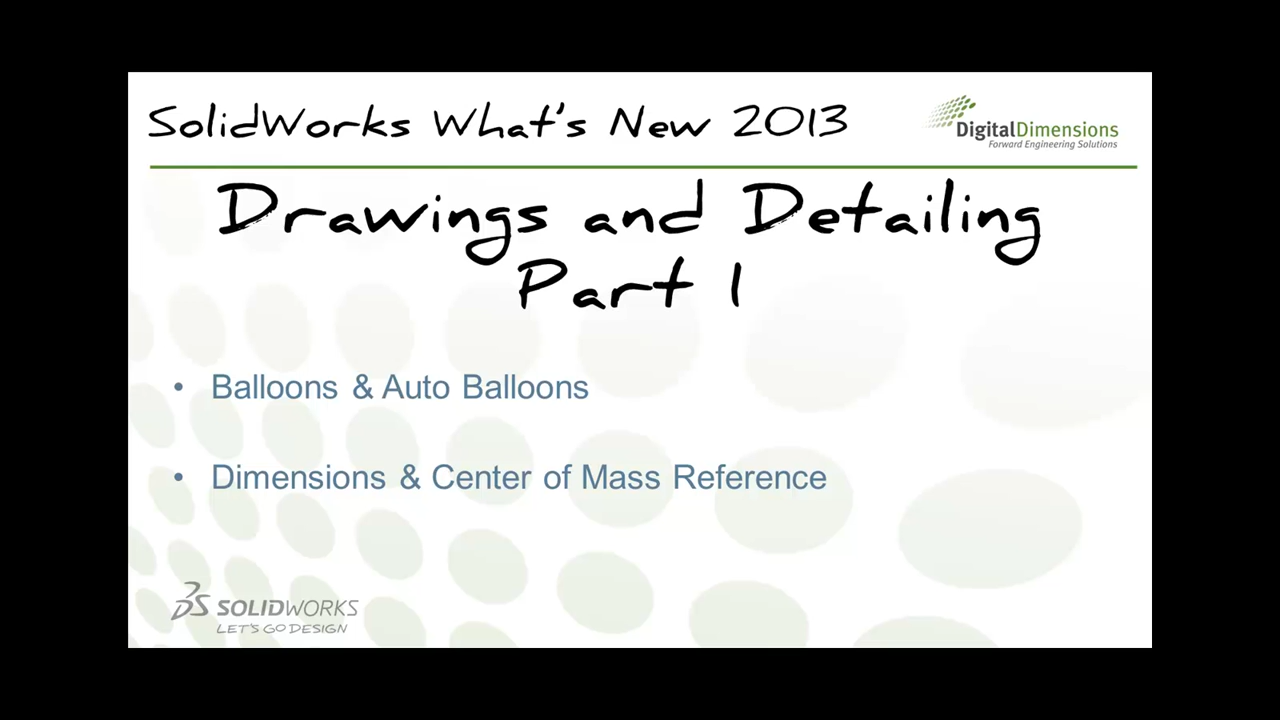 SolidWorks What's New 2013
DigitalDimensions
Forward Engineering Solutions
Drawings and Detailing
Part 1
• Balloons & Auto Balloons
• Dimensions & Center of Mass Reference
3S SOLIDWORKS
LET'S GO DESIGN